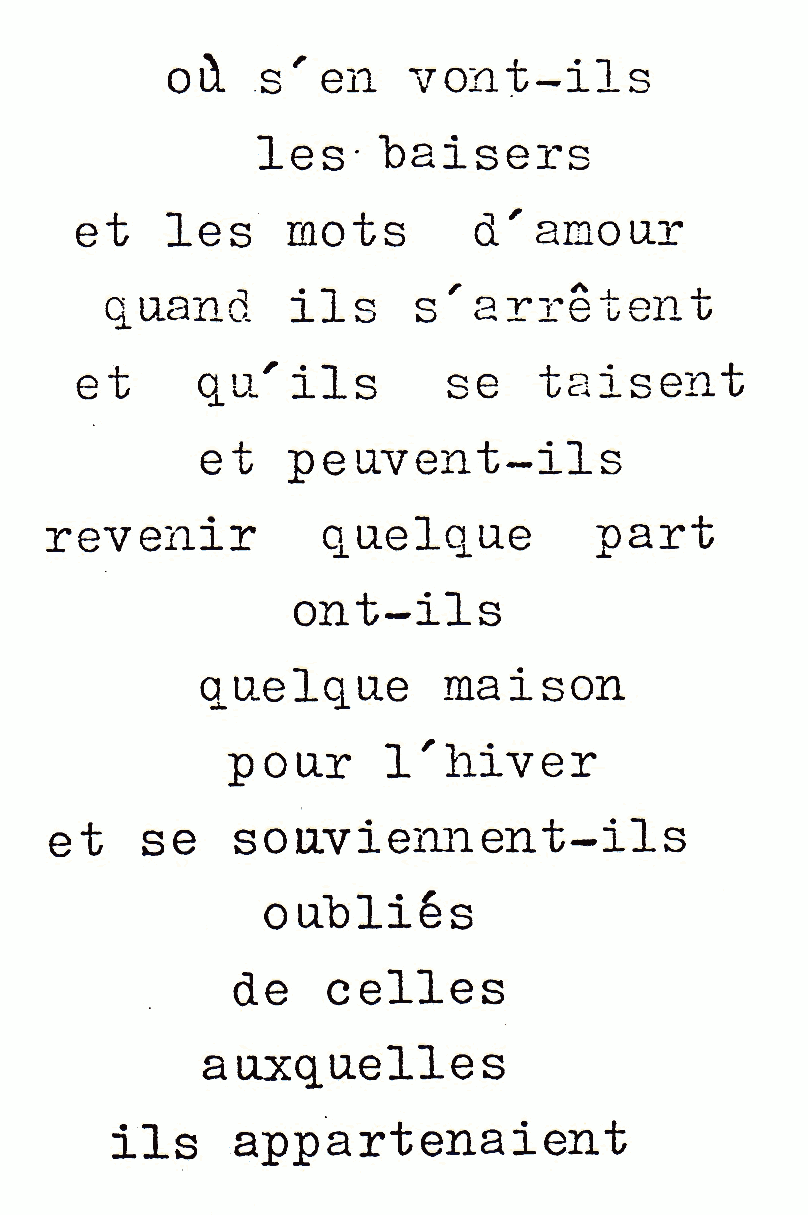 où s'en vont-ils
les baisers
et les mots d'amour
quand ils s'arrêtent
et qu'ils se taisent
et peuvent-ils
revenir quelque part
ont-ils
quelque maison
pour l'hiver
et se souviennent-ils
oubliés
de celles
auxquelles
ils appartenaient